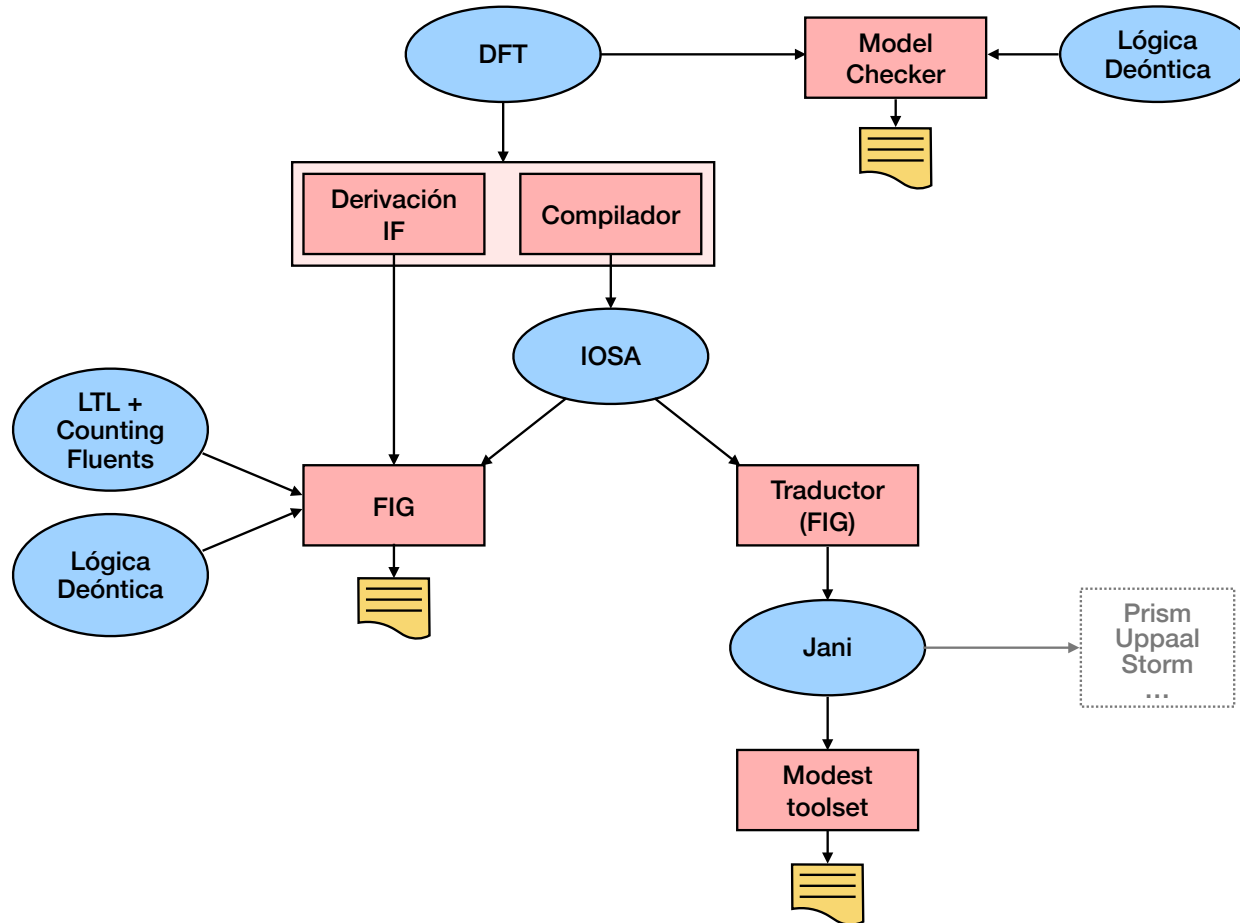 DFT
Model
Checker
Lógica
Deóntica
Derivación
IF
Compilador
IOSA
LTL +
Counting
Fluents
FIG
Traductor
(FIG)
Lógica
Deóntica
Jani
Prism
Uppaal
Storm
...
Modest
toolset